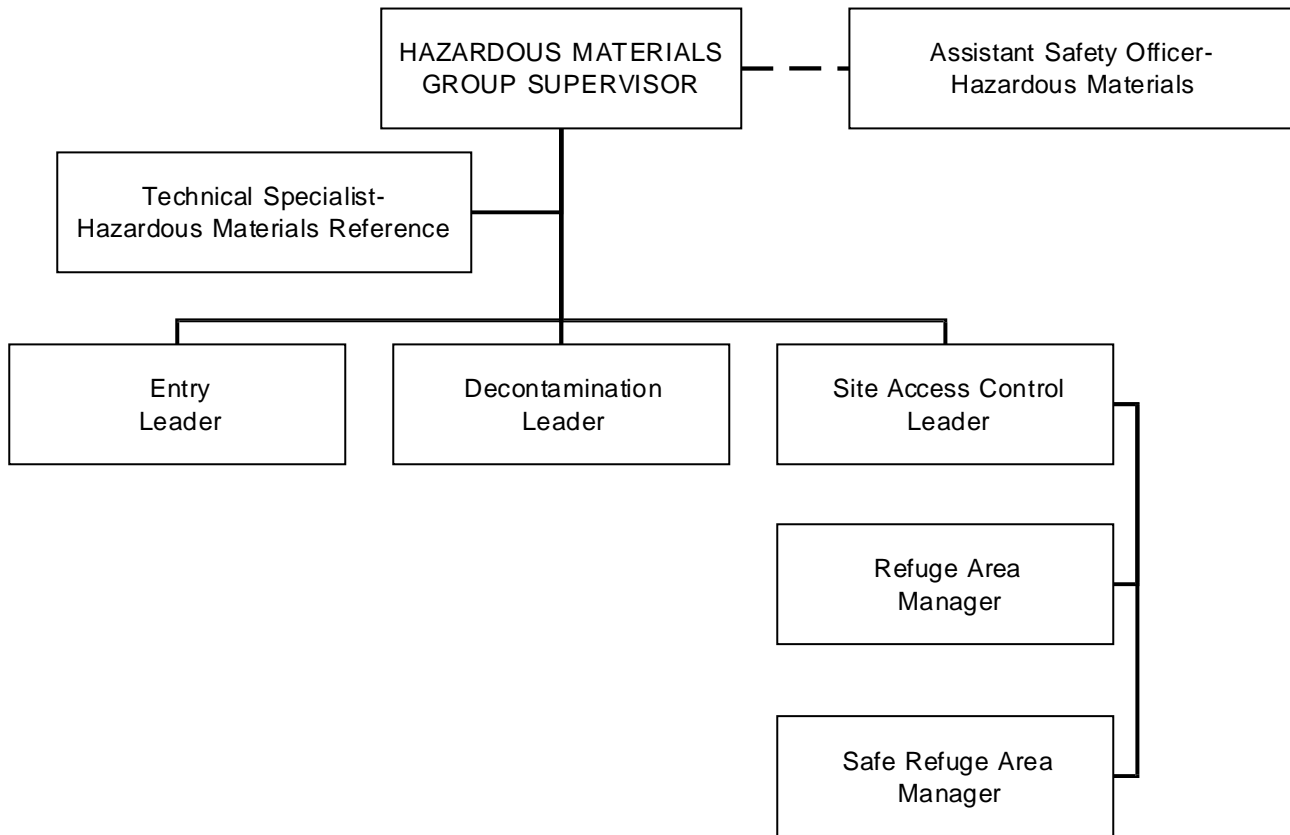 HAZARDOUS MATERIALS
GROUP SUPERVISOR
Assistant Safety Officer-
Hazardous Materials
Technical Specialist-
Hazardous Materials Reference
Entry
Leader
Decontamination
Leader
Site Access Control
Leader
Refuge Area
Manager
Safe Refuge Area
Manager